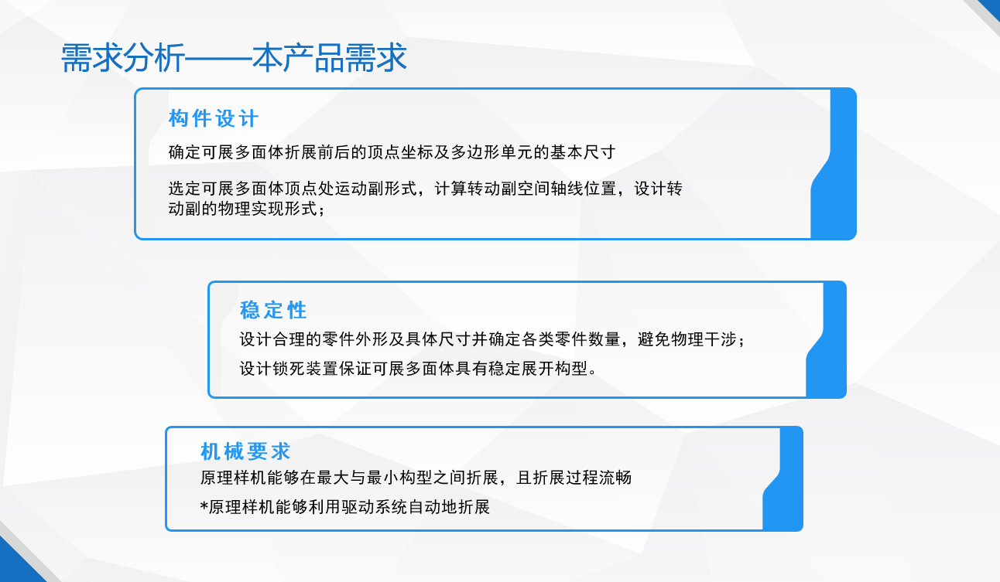 需求分析——本产品需求
构件设计
确定可展多面体折展前后的顶点坐标及多边形单元的基本尺寸
选定可展多面体顶点处运动副形式，计算转动副空间轴线位置，设计转
动副的物理实现形式；
稳定性
设计合理的零件外形及具体尺寸并确定各类零件数量，避免物理干涉；
设计锁死装置保证可展多面体具有稳定展开构型。
机械要求
原理样机能够在最大与最小构型之间折展，且折展过程流畅
*原理样机能够利用驱动系统自动地折展